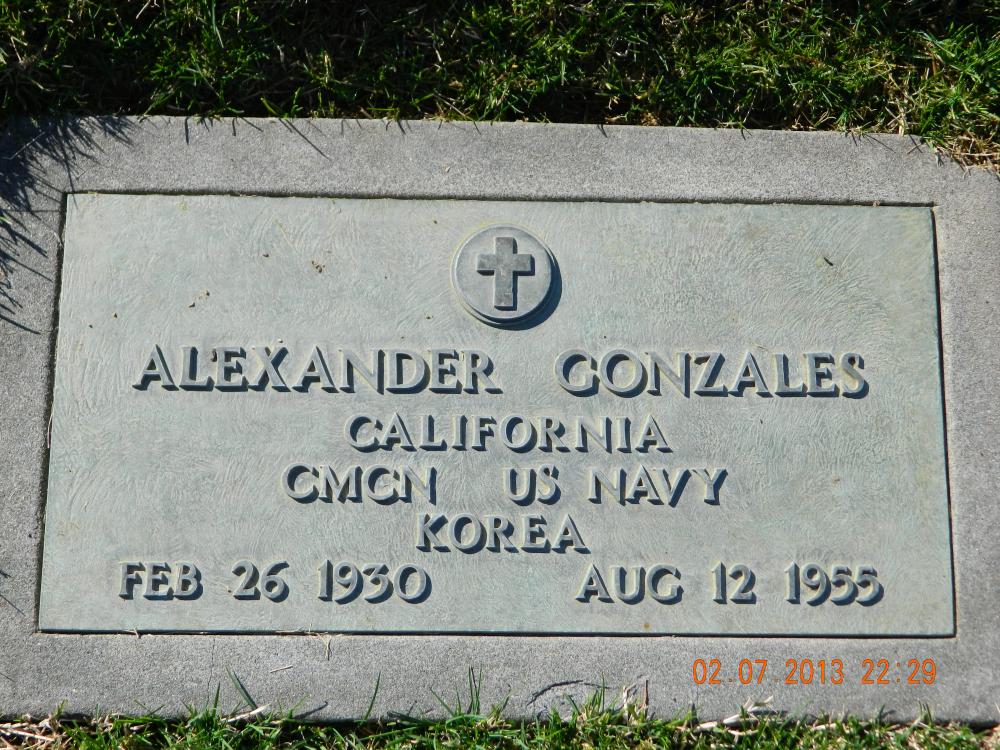 ALEXANDER GONZALES
CALIFORNIA
CMCN US NAVY
KOREA
FEB 26 1930 AUG 12 1955
02.07.2013 22:29